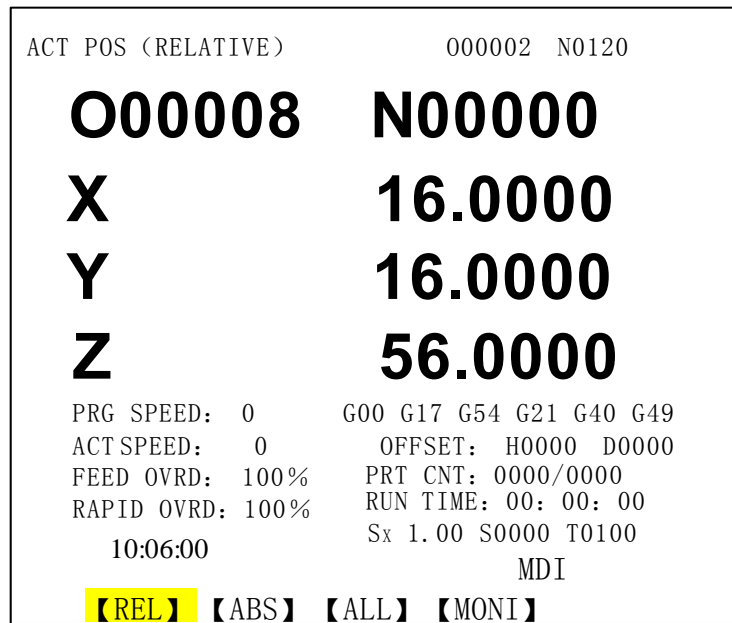 ACT POS（RELATIVE） O00002 N0120
O00008 N00000
X 16.0000
Y 16.0000
Z 56.0000
PRG SPEED： 0 G00 G17 G54 G21 G40 G49
ACT SPEED： 0 OFFSET： H0000 D0000
FEED OVRD： 100% PRT CNT：0000/0000
RAPID OVRD：100% RUN TIME：00：00：00
Sx 1.00 S0000 T0100
10:06:00
MDI
【REL】 【ABS】 【ALL】 【MONI】